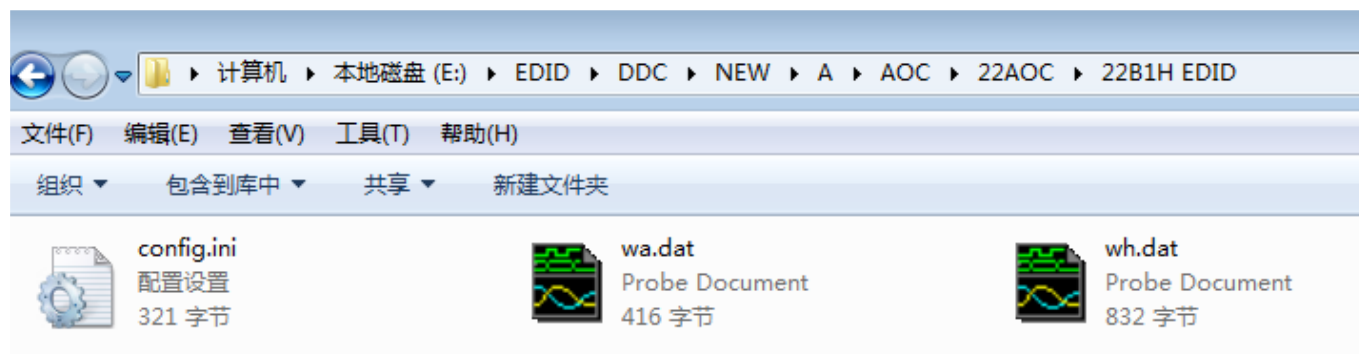 计算机 本地磁盘 (E:) EDID DDC NEW A AOC 22AOC 22B1H EDID
文件(F) 编辑(E) 查看(V) 工具(T) 帮助(H)
组织 包含到库中 共享 新建文件夹
config.ini
配置设置
321 字节
wa.dat
Probe Document
416 字节
wh.dat
Probe Document
832 字节